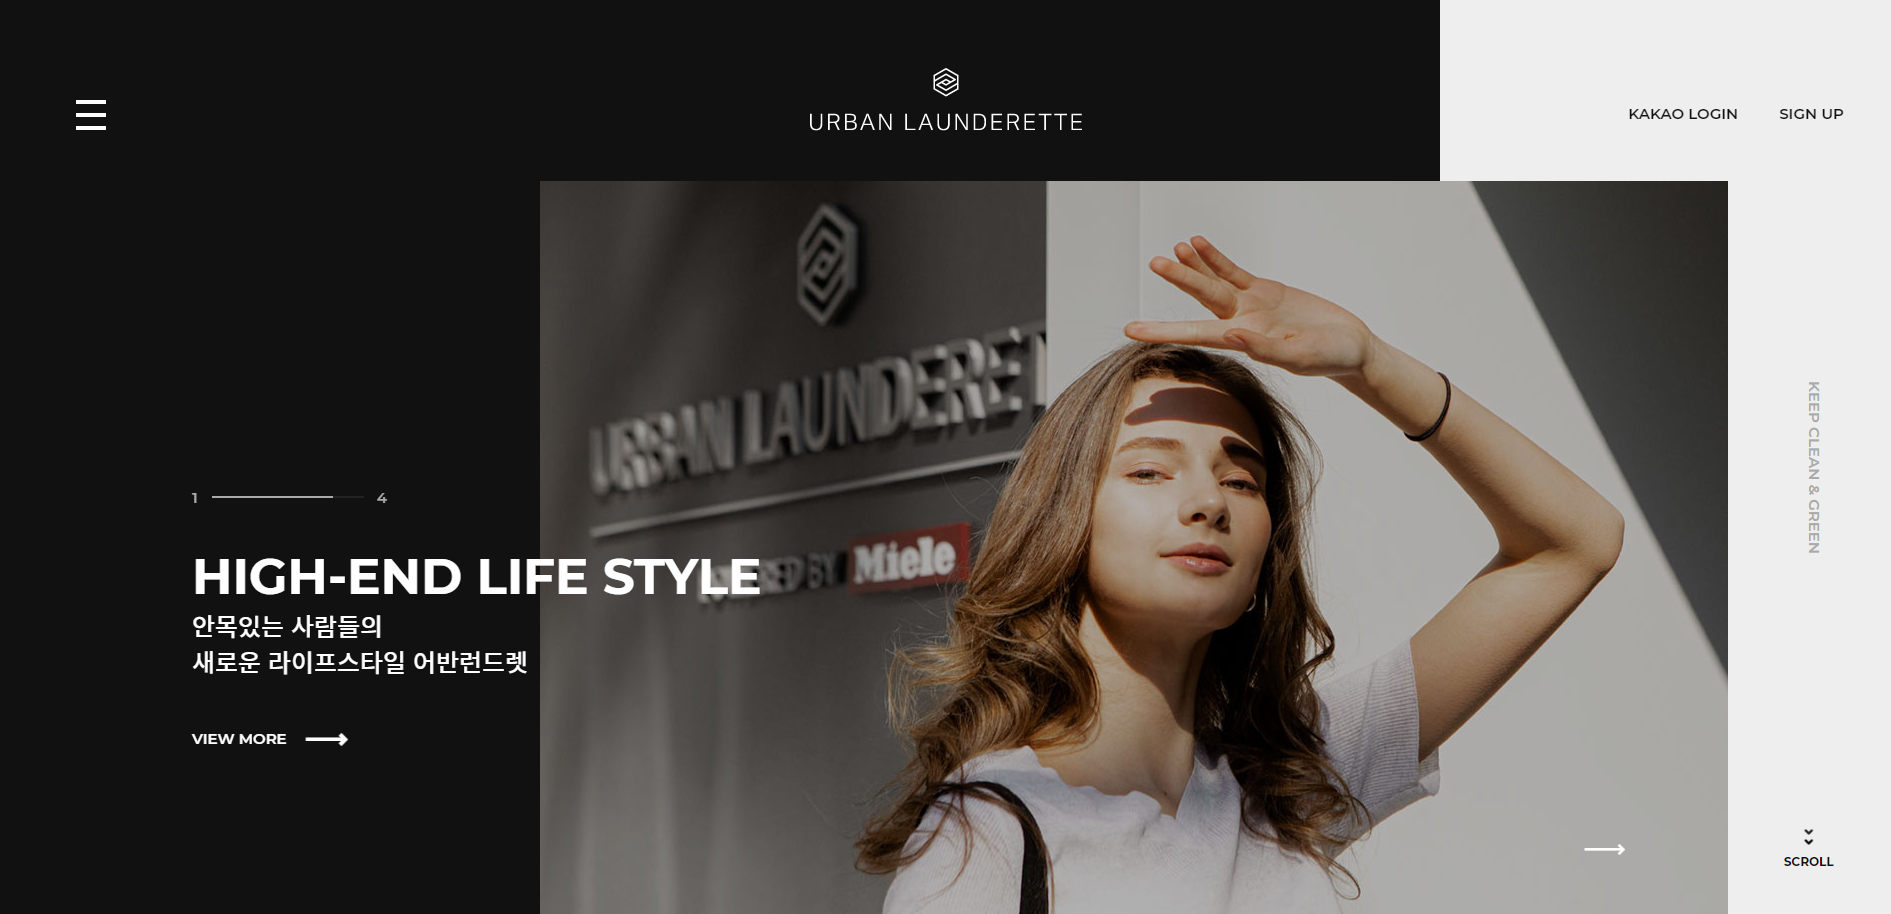 URBAN LAUNDERETTE
KAKAO LOGIN
SIGN UP
URBAN LAUNDERET
POWERED BY Miele
KEEP CLEAN & GREEN
1
4
HIGH-END LIFE STYLE
안목있는 사람들의
새로운 라이프스타일 어반런드렛
VIEW MORE
SCROLL